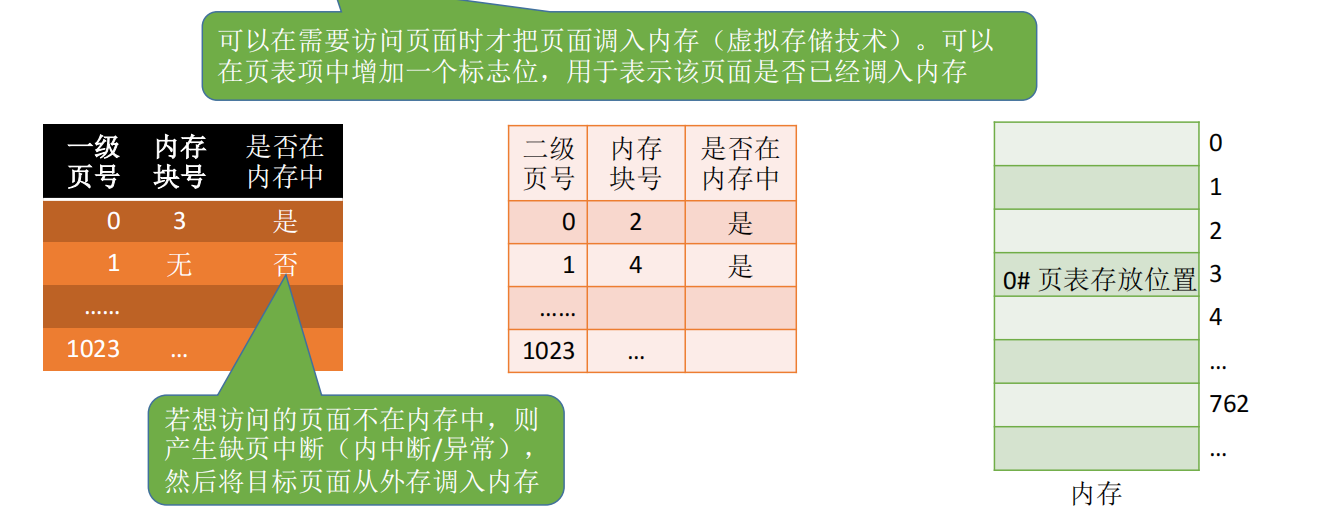 可以在需要访问页面时才把页面调入内存（虚拟存储技术）。可以
在页表项中增加一个标志位，用于表示该页面是否已经调入内存
一级页号 内存块号 是否在内存中
0 3 是
1 无 否
……
1023 …
二级页号 内存块号 是否在内存中
0 2 是
1 4 是
……
1023 …
0
1
2
0# 页表存放位置 3
4
…
762
…
内存
若想访问的页面不在内存中，则
产生缺页中断（内中断/异常），
然后将目标页面从外存调入内存